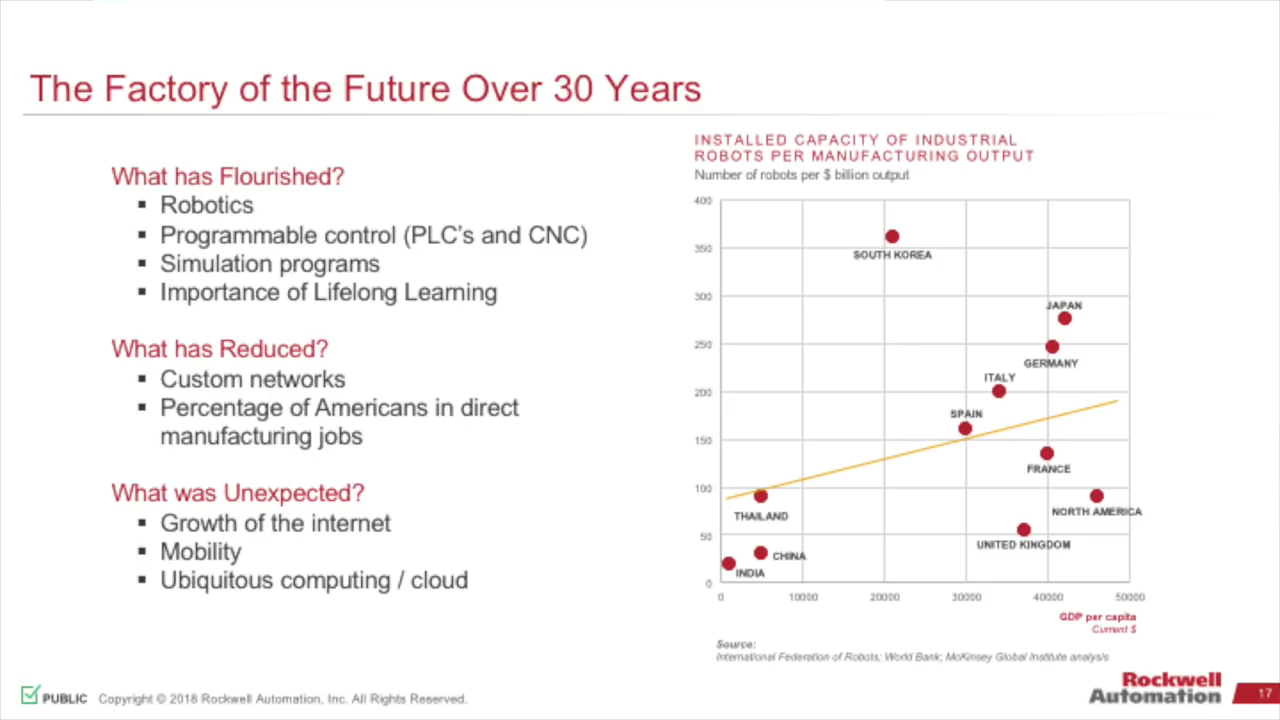 The Factory of the Future Over 30 Years
What has Flourished?
▪ Robotics
▪ Programmable control (PLC's and CNC)
▪ Simulation programs
▪ Importance of Lifelong Learning
What has Reduced?
▪ Custom networks
▪ Percentage of Americans in direct
manufacturing jobs
What was Unexpected?
▪ Growth of the internet
▪ Mobility
▪ Ubiquitous computing / cloud
INSTALLED CAPACITY OF INDUSTRIAL
ROBOTS PER MANUFACTURING OUTPUT
Number of robots per $ billion output
400
350
SOUTH KOREA
300
JAPAN
250
GERMANY
ITALY
200
SPAIN
150
FRANCE
100
THAILAND
NORTH AMERICA
50
UNITED KINGDOM
CHINA
INDIA
0
0 10000 20000 30000 40000 50000
GDP per capita
Current $
Source:
International Federation of Robots; World Bank; McKinsey Global Institute analysis
PUBLIC Copyright © 2018 Rockwell Automation, Inc. All Rights Reserved.
Rockwell
Automation
17